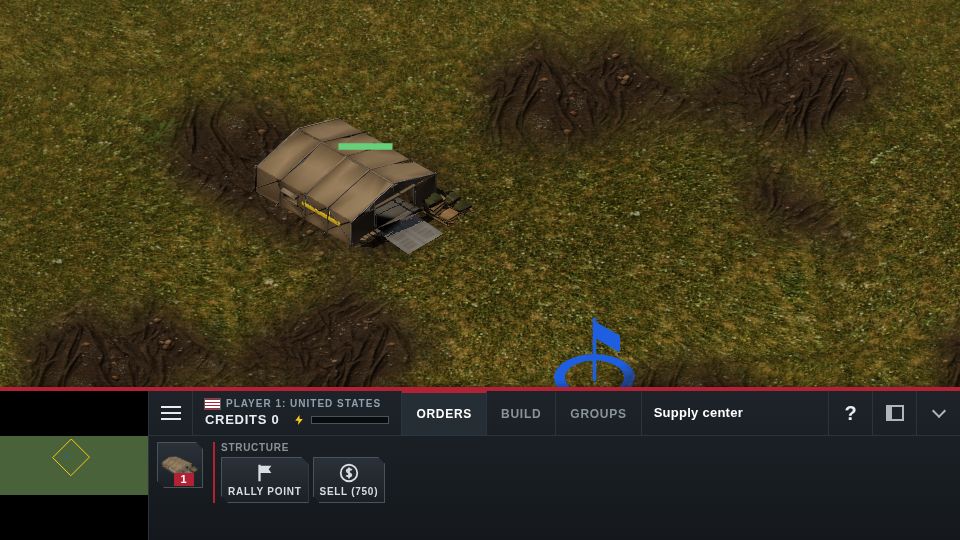 PLAYER 1: UNITED STATES
CREDITS 0
ORDERS
BUILD
GROUPS
Supply center
?
STRUCTURE
1
RALLY POINT
SELL (750)